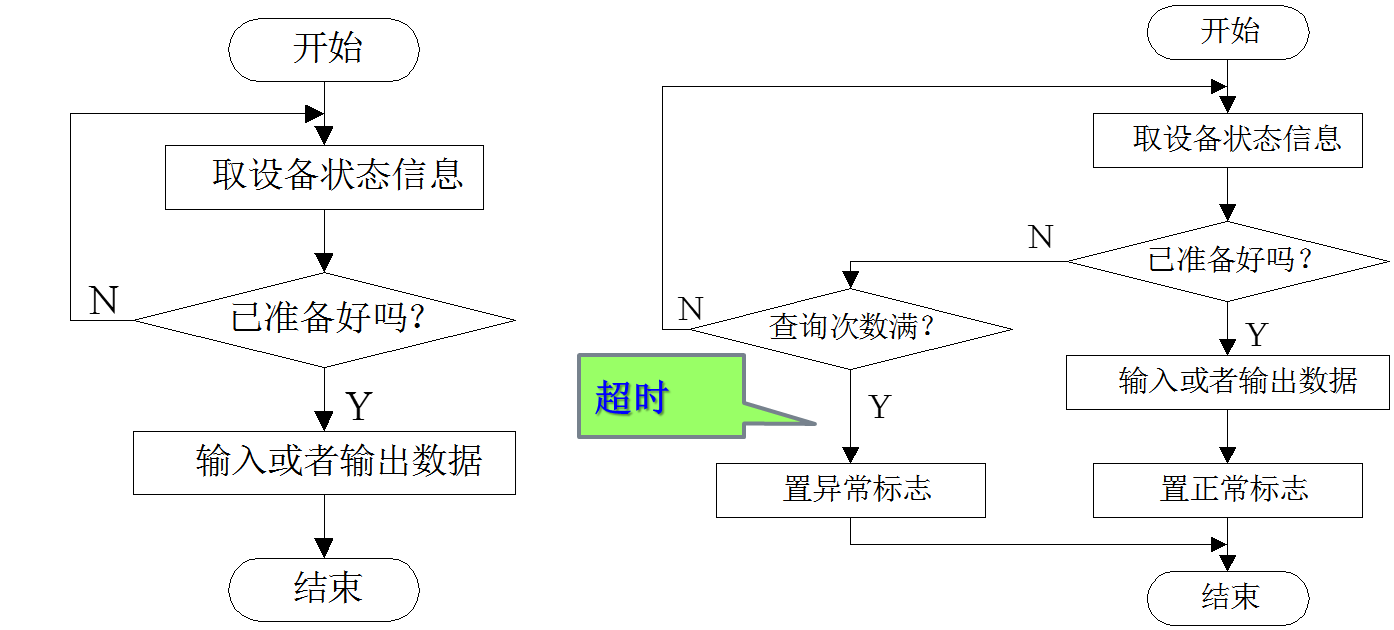 开始
取设备状态信息
已准备好吗？
N
Y
输入或者输出数据
结束
开始
取设备状态信息
已准备好吗？
N
查询次数满？
N
Y
超时
Y
输入或者输出数据
置异常标志
置正常标志
结束